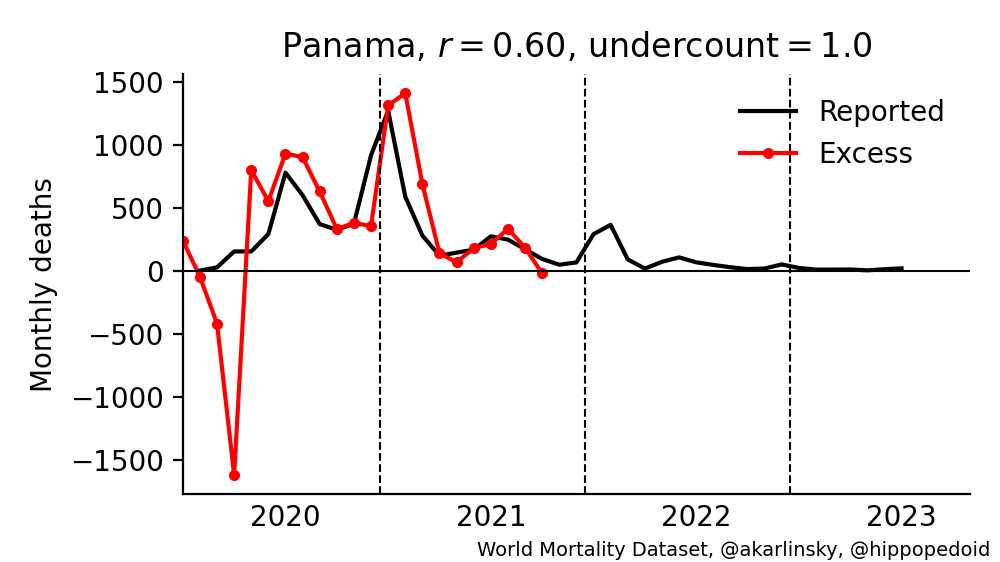 Panama, r = 0.60, undercount = 1.0
Monthly deaths
1500
1000
500
0
−500
−1000
−1500
Reported
Excess
2020 2021 2022 2023
World Mortality Dataset, @akarlinsky, @hippopedoid